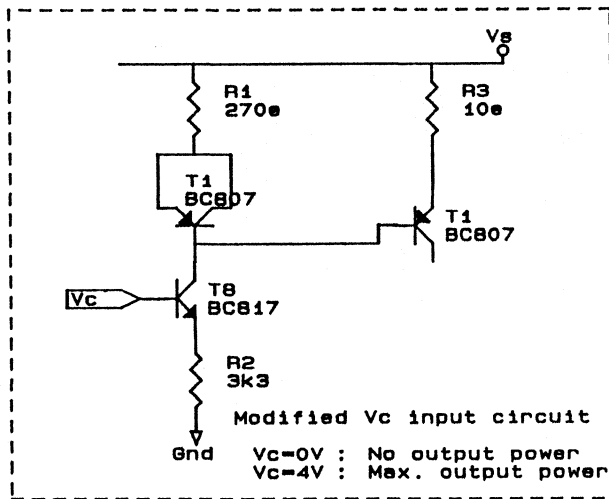 Vs
R1
270e
R3
10e
T1
BC807
T1
BC807
Vc
T8
BC817
R2
3k3
Modified Vc input circuit
Gnd
Vc=0V : No output power
Vc=4V : Max. output power